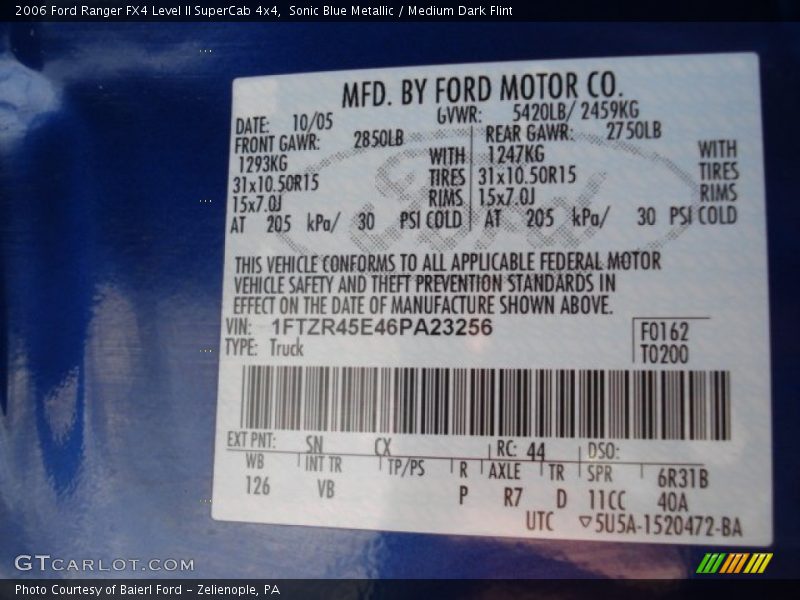 2006 Ford Ranger FX4 Level II SuperCab 4x4,  Sonic Blue Metallic / Medium Dark Flint
MFD. BY FORD MOTOR CO.
DATE: 10/05 GVWR: 5420LB/ 2459KG
FRONT GAWR: 2850LB REAR GAWR: 2750LB
1293KG WITH 1247KG WITH
31x10.50R15 TIRES 31x10.50R15 TIRES
15x7.0J RIMS 15x7.0J RIMS
AT 205 kPa/ 30 PSI COLD AT 205 kPa/ 30 PSI COLD
Ford
THIS VEHICLE CONFORMS TO ALL APPLICABLE FEDERAL MOTOR
VEHICLE SAFETY AND THEFT PREVENTION STANDARDS IN
EFFECT ON THE DATE OF MANUFACTURE SHOWN ABOVE.
VIN: 1FTZR45E46PA23256 F0162
TYPE: Truck T0200
EXT PNT: SN CX RC: 44 DSO:
WB INT TR TP/PS R AXLE TR SPR 6R31B
126 VB P R7 D 11CC 40A
UTC ▽5U5A-1520472-BA
GTCARLOT.COM
Photo Courtesy of Baierl Ford - Zelienople, PA